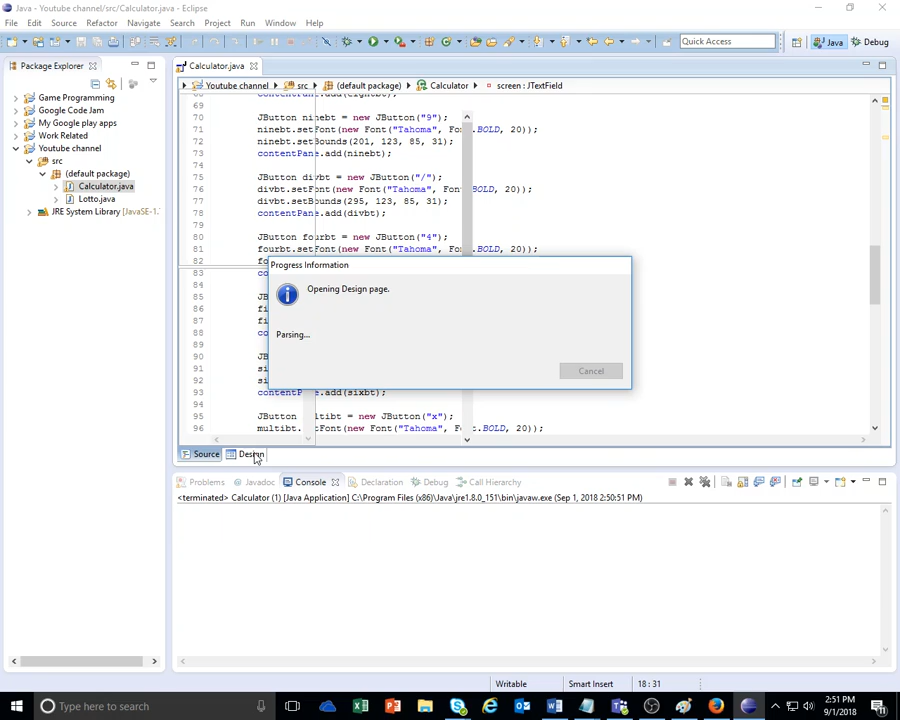 Java - Youtube channel/src/Calculator.java - Eclipse
File Edit Source Refactor Navigate Search Project Run Window Help
Quick Access
Java
Debug
Package Explorer
Game Programming
Google Code Jam
My Google play apps
Work Related
Youtube channel
src
(default package)
Calculator.java
Lotto.java
JRE System Library [JavaSE-1.
Calculator.java
Youtube channel src (default package) Calculator screen : JTextField
69
70 JButton ninebt = new JButton("9");
71 ninebt.setFont(new Font("Tahoma", Font.BOLD, 20));
72 ninebt.setBounds(201, 123, 85, 31);
73 contentPane.add(ninebt);
74
75 JButton divbt = new JButton("/");
76 divbt.setFont(new Font("Tahoma", Font.BOLD, 20));
77 divbt.setBounds(295, 123, 85, 31);
78 contentPane.add(divbt);
79
80 JButton fourbt = new JButton("4");
81 fourbt.setFont(new Font("Tahoma", Font.BOLD, 20));
82 fo
83 co
84
85 JB
86 fi
87 fi
88 co
89
90 JB
91 si
92 si
93 contentPane.add(sixbt);
94
95 JButton multibt = new JButton("x");
96 multibt.setFont(new Font("Tahoma", Font.BOLD, 20));
Progress Information
Opening Design page.
Parsing...
Cancel
Source Design
Problems Javadoc Console Declaration Debug Call Hierarchy
<terminated> Calculator (1) [Java Application] C:\Program Files (x86)\Java\jre1.8.0_151\bin\javaw.exe (Sep 1, 2018 2:50:51 PM)
Writable Smart Insert 18 : 31
Type here to search
2:51 PM
9/1/2018